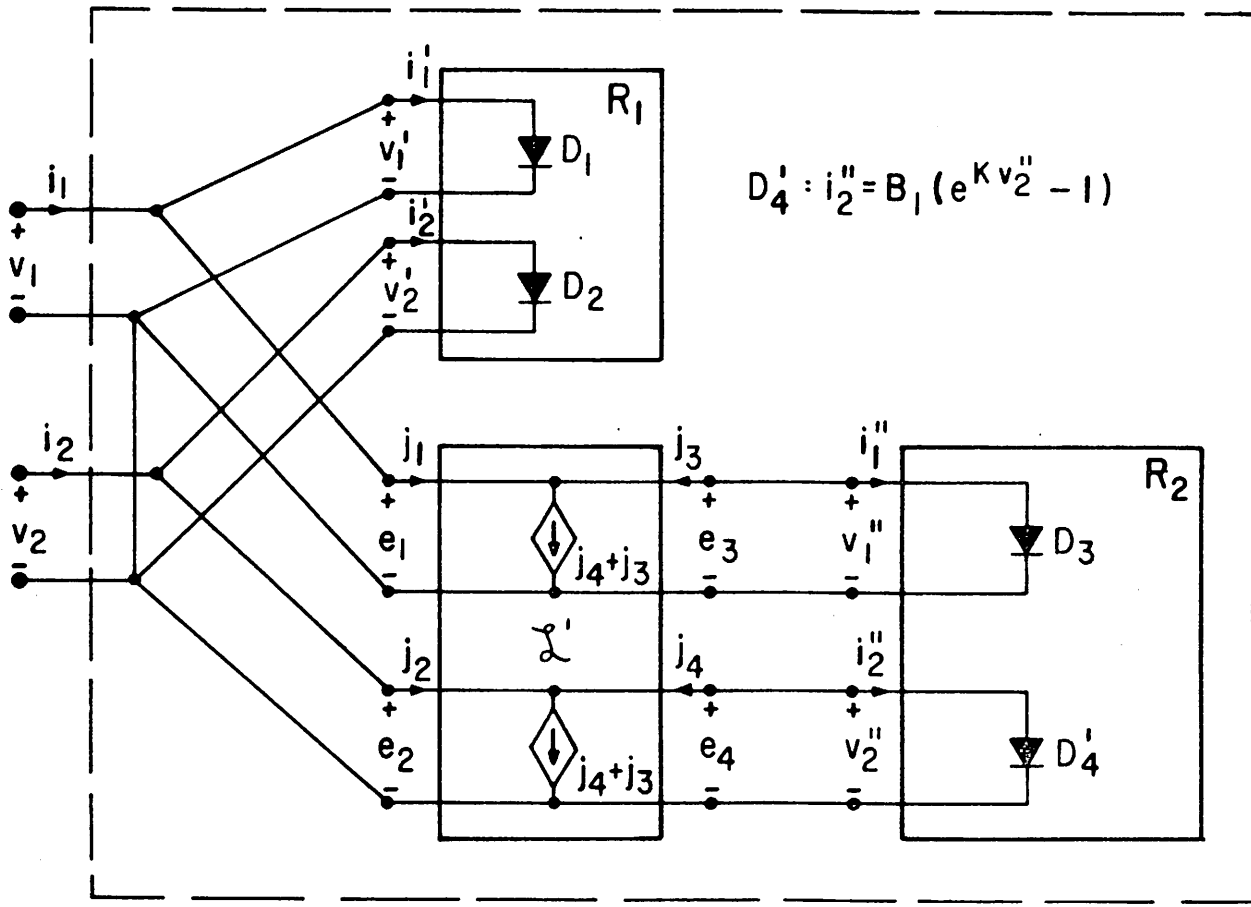 i₁
+
v₁
-
i₂
+
v₂
-
i₁'
+
v₁'
-
i₂'
+
v₂'
-
R₁
D₁
D₂
D₄' : i₂" = B₁ (e^{K v₂"} - 1)
j₁
+
e₁
-
j₂
+
e₂
-
j₄+j₃
ℒ'
j₄+j₃
j₃
+
e₃
-
j₄
+
e₄
-
i₁"
+
v₁"
-
i₂"
+
v₂"
-
R₂
D₃
D₄'